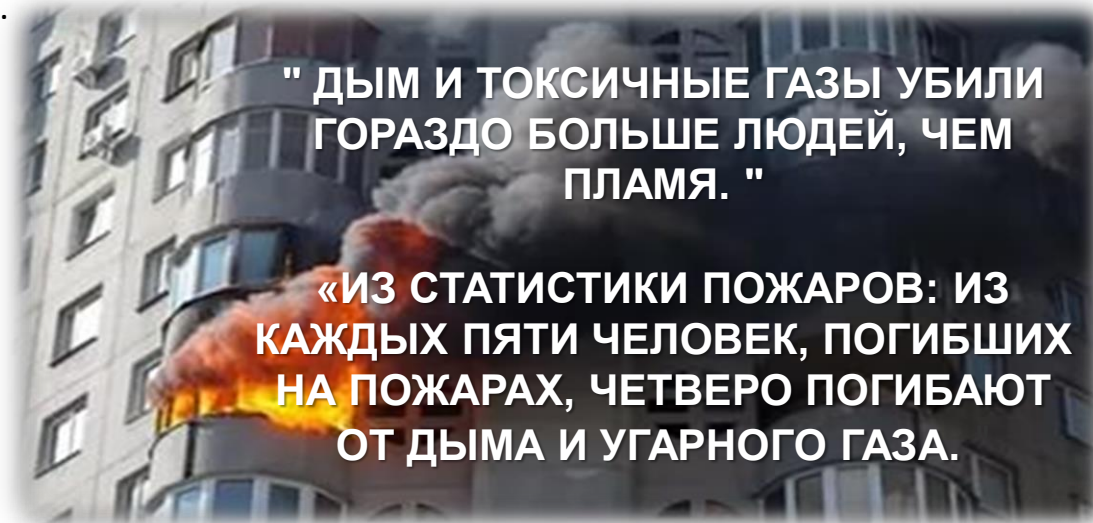 .
" ДЫМ И ТОКСИЧНЫЕ ГАЗЫ УБИЛИ
ГОРАЗДО БОЛЬШЕ ЛЮДЕЙ, ЧЕМ
ПЛАМЯ. "
«ИЗ СТАТИСТИКИ ПОЖАРОВ: ИЗ
КАЖДЫХ ПЯТИ ЧЕЛОВЕК, ПОГИБШИХ
НА ПОЖАРАХ, ЧЕТВЕРО ПОГИБАЮТ
ОТ ДЫМА И УГАРНОГО ГАЗА.